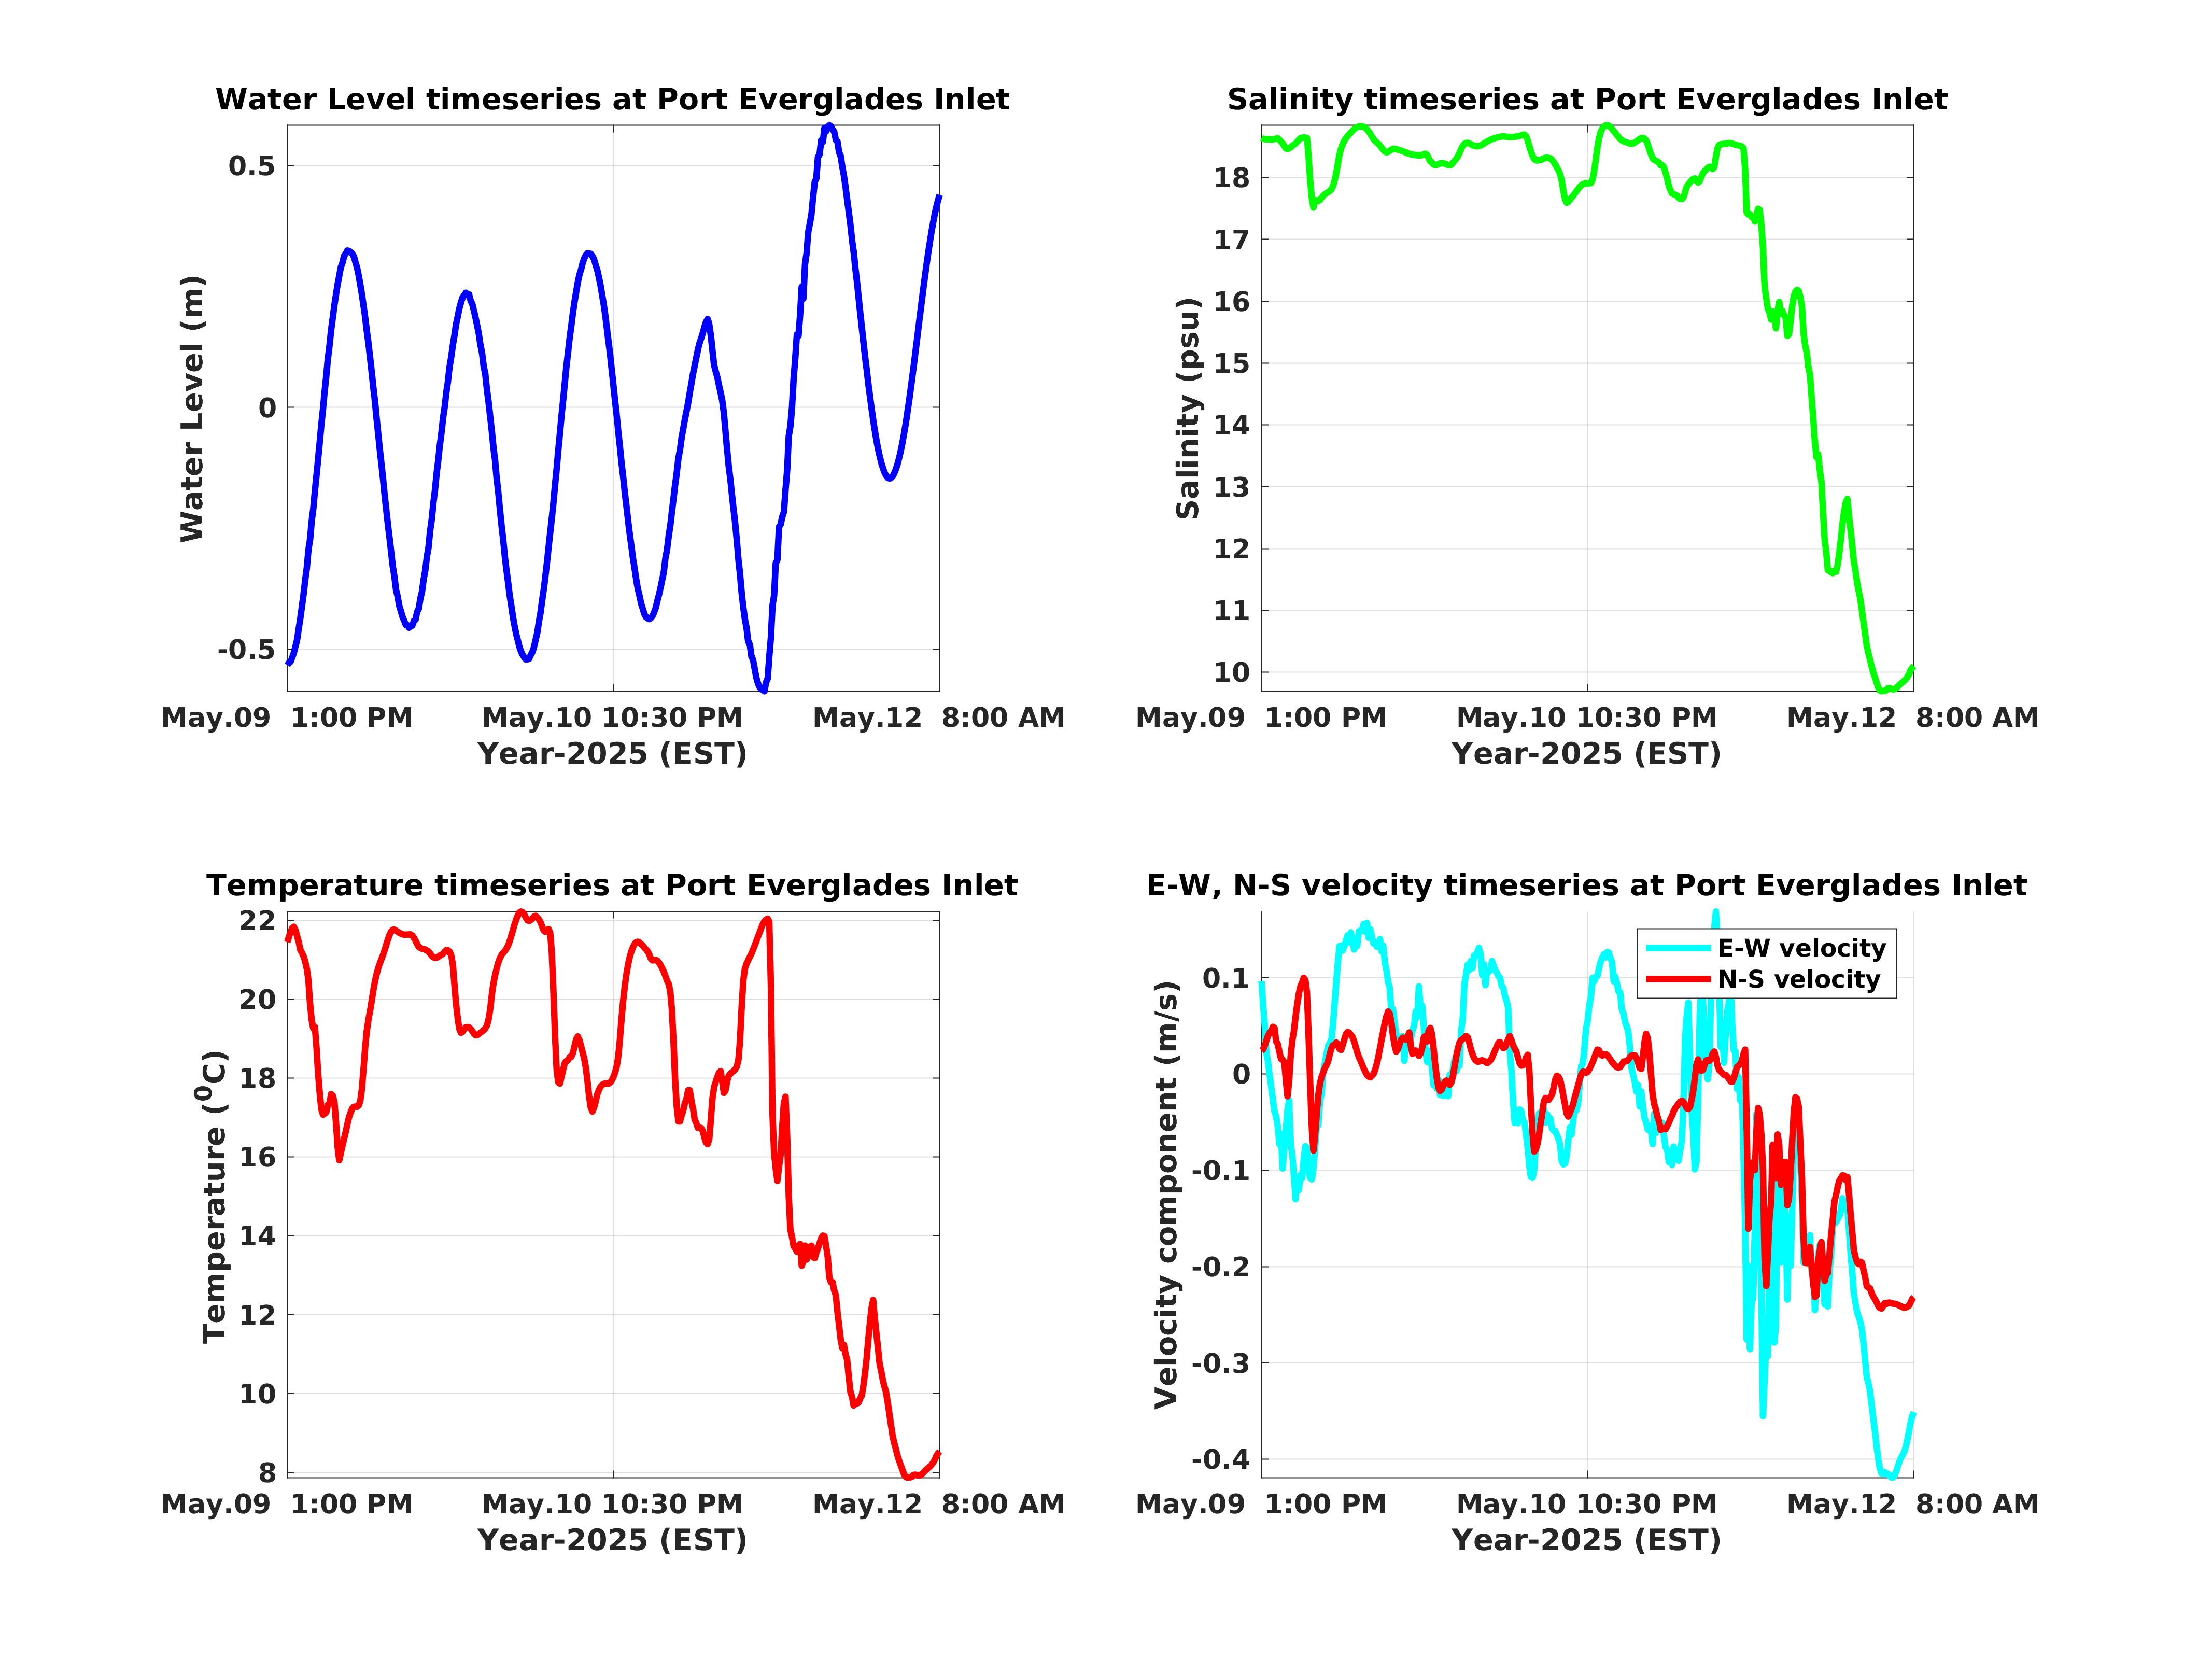 Water Level timeseries at Port Everglades Inlet
Water Level (m)
0.5
0
-0.5
May.09 1:00 PM May.10 10:30 PM May.12 8:00 AM
Year-2025 (EST)
Salinity timeseries at Port Everglades Inlet
Salinity (psu)
18
17
16
15
14
13
12
11
10
May.09 1:00 PM May.10 10:30 PM May.12 8:00 AM
Year-2025 (EST)
Temperature timeseries at Port Everglades Inlet
Temperature (⁰C)
22
20
18
16
14
12
10
8
May.09 1:00 PM May.10 10:30 PM May.12 8:00 AM
Year-2025 (EST)
E-W, N-S velocity timeseries at Port Everglades Inlet
Velocity component (m/s)
E-W velocity
N-S velocity
0.1
0
-0.1
-0.2
-0.3
-0.4
May.09 1:00 PM May.10 10:30 PM May.12 8:00 AM
Year-2025 (EST)